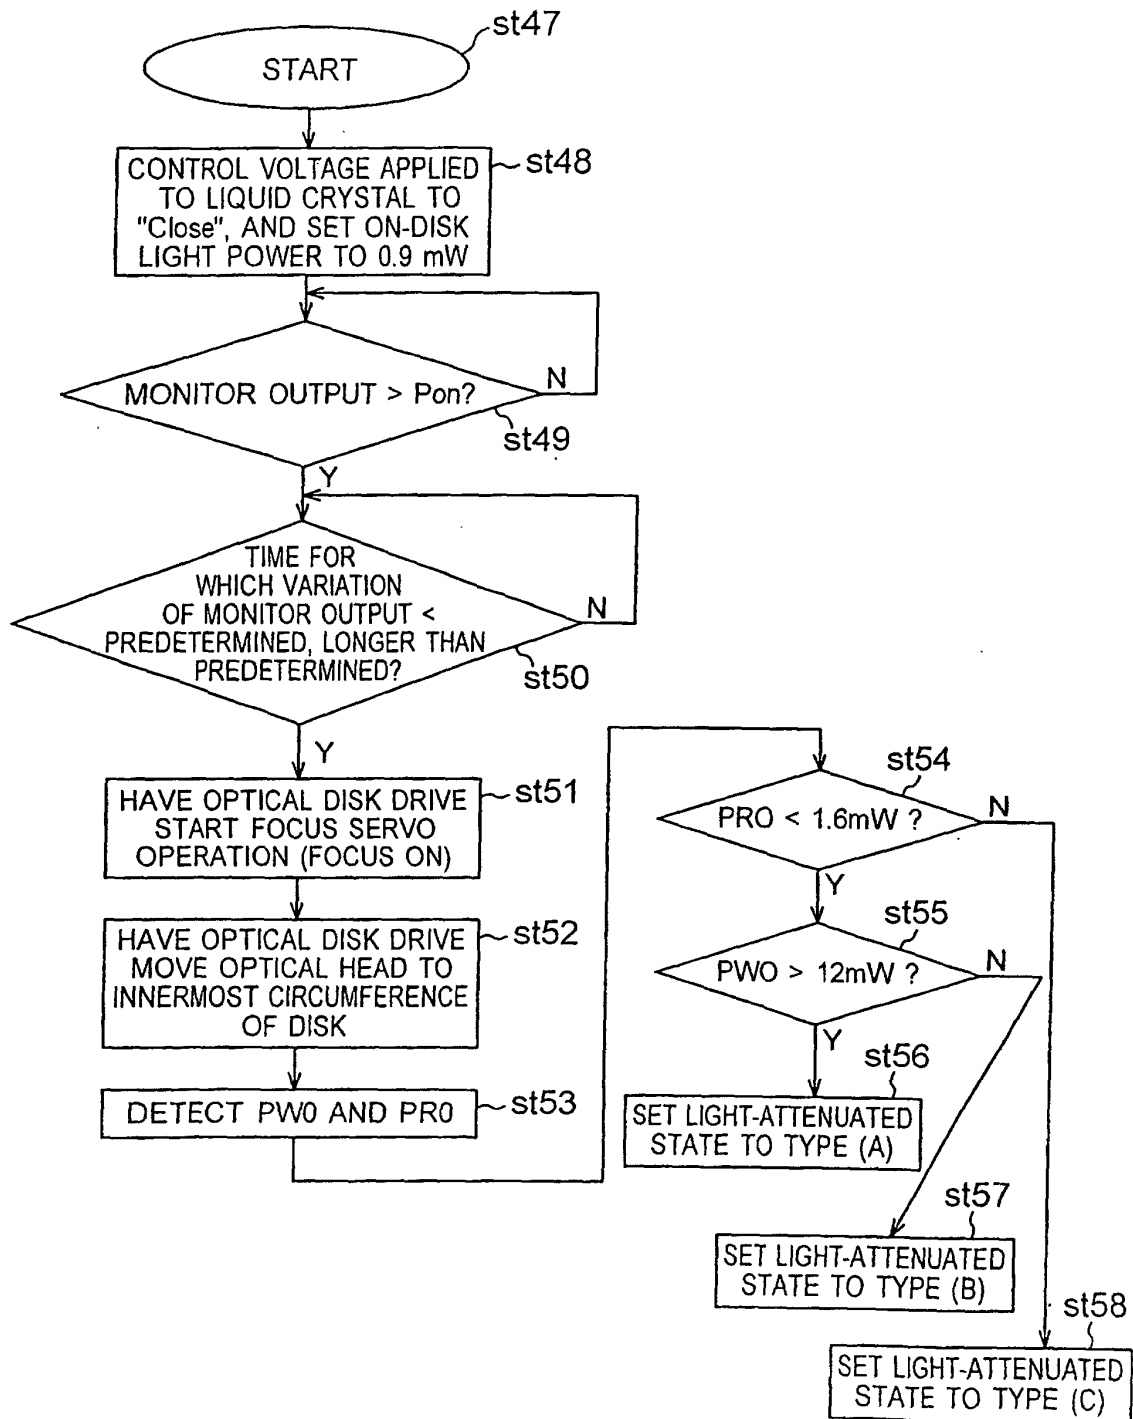 st47
START
st48
CONTROL VOLTAGE APPLIED
TO LIQUID CRYSTAL TO
"Close", AND SET ON-DISK
LIGHT POWER TO 0.9 mW
MONITOR OUTPUT > Pon?
N
st49
Y
TIME FOR
WHICH VARIATION
OF MONITOR OUTPUT <
PREDETERMINED, LONGER THAN
PREDETERMINED?
N
st50
Y
HAVE OPTICAL DISK DRIVE
START FOCUS SERVO
OPERATION (FOCUS ON)
st51
HAVE OPTICAL DISK DRIVE
MOVE OPTICAL HEAD TO
INNERMOST CIRCUMFERENCE
OF DISK
st52
DETECT PW0 AND PR0
st53
st54
PRO < 1.6mW ?
N
Y
st55
PWO > 12mW ?
N
Y
st56
SET LIGHT-ATTENUATED
STATE TO TYPE (A)
st57
SET LIGHT-ATTENUATED
STATE TO TYPE (B)
st58
SET LIGHT-ATTENUATED
STATE TO TYPE (C)